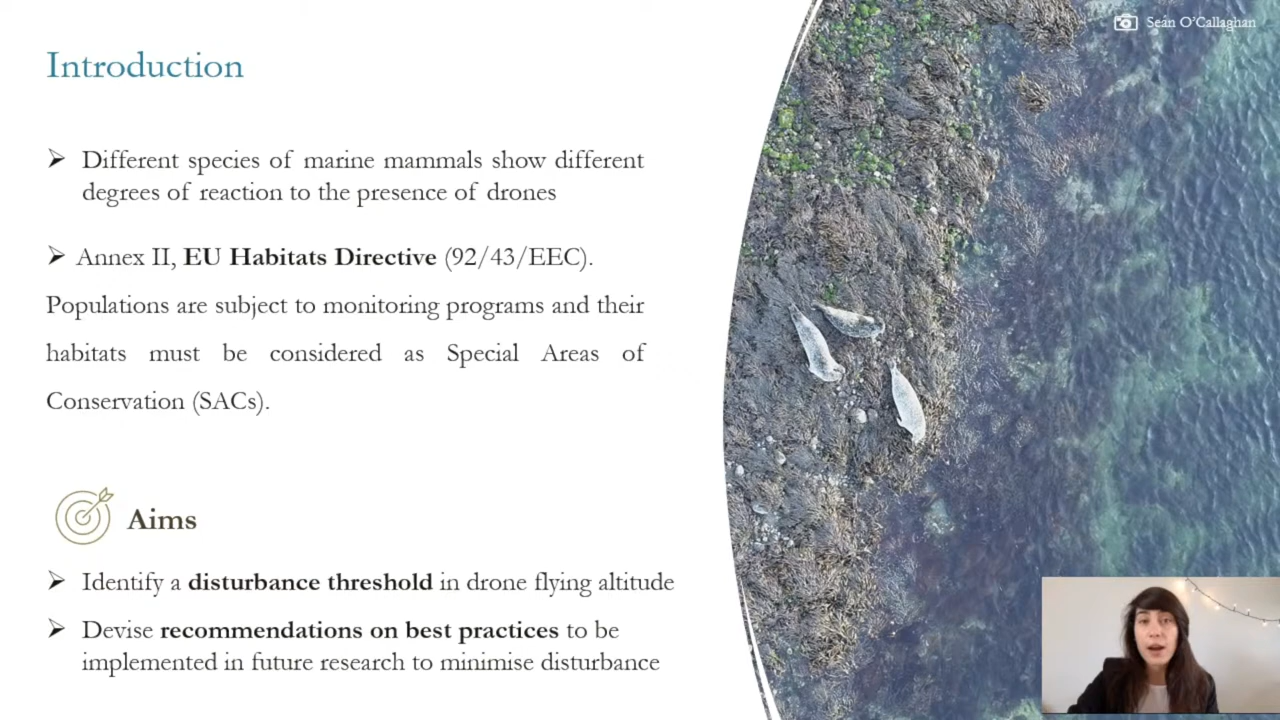 Seán O'Callaghan
Introduction
➢ Different species of marine mammals show different
degrees of reaction to the presence of drones
➢ Annex II, EU Habitats Directive (92/43/EEC).
Populations are subject to monitoring programs and their
habitats must be considered as Special Areas of
Conservation (SACs).
Aims
➢ Identify a disturbance threshold in drone flying altitude
➢ Devise recommendations on best practices to be
implemented in future research to minimise disturbance